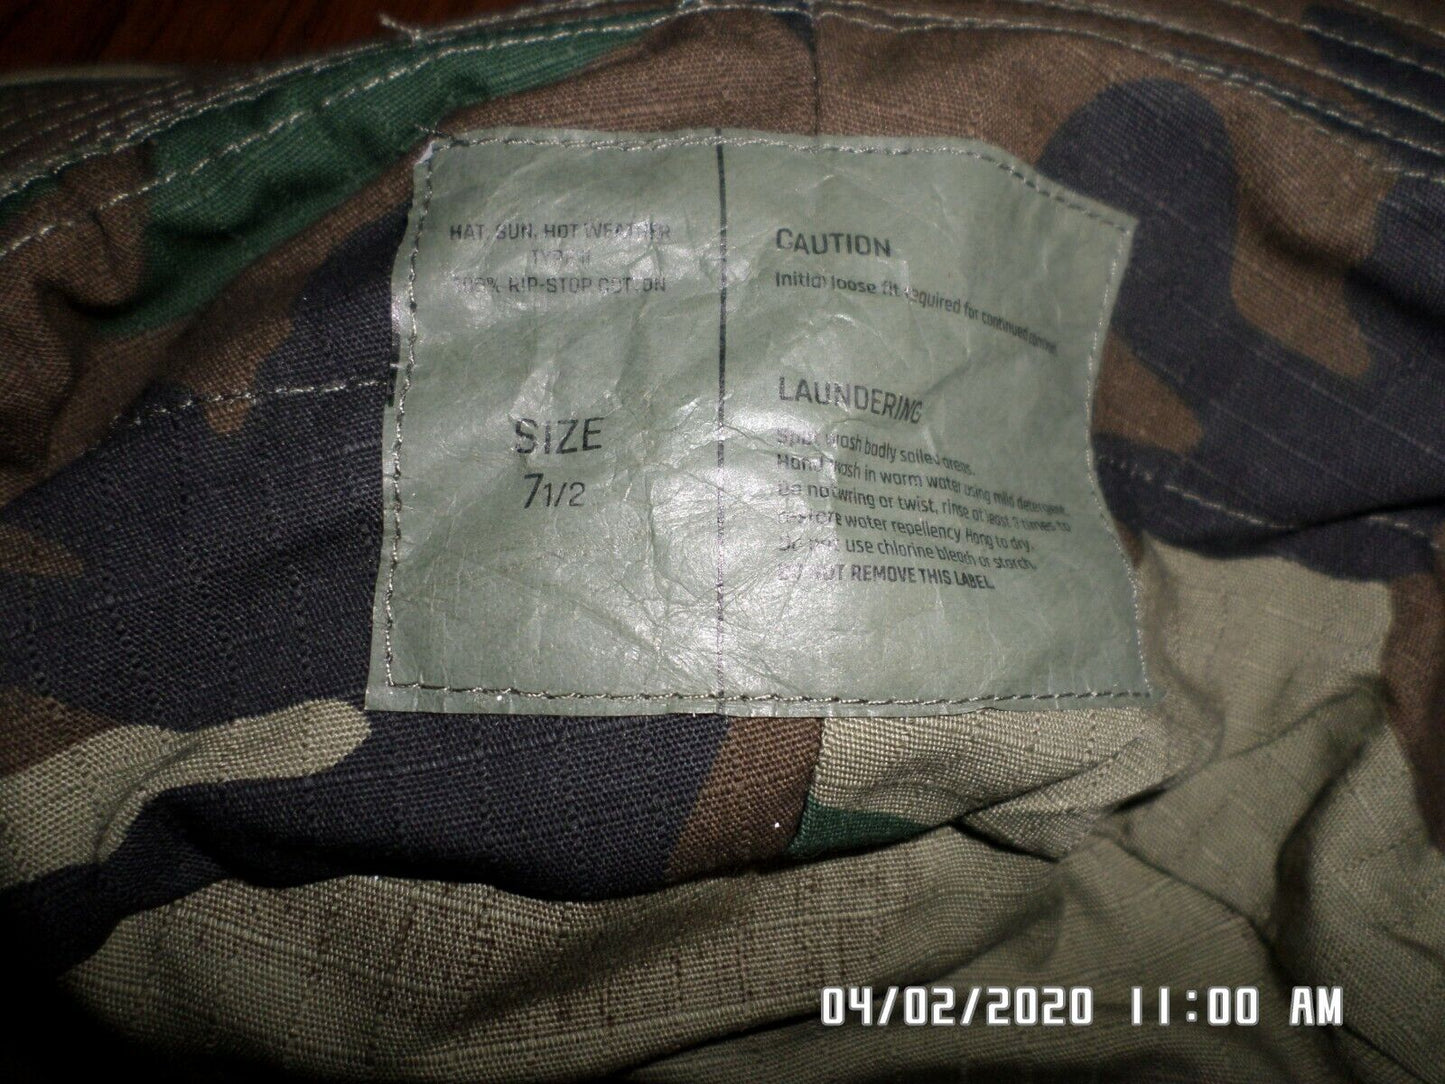 HAT, SUN, HOT WEATHER
TYPE II
100% RIP-STOP COTTON
SIZE
7 1/2
CAUTION
Initial loose fit required for continued comfort
LAUNDERING
Spot wash badly soiled areas.
Hand wash in warm water using mild detergent.
Do not wring or twist, rinse at least 3 times to
restore water repellency. Hang to dry.
Do not use chlorine bleach or starch.
DO NOT REMOVE THIS LABEL.
04/02/2020 11:00 AM